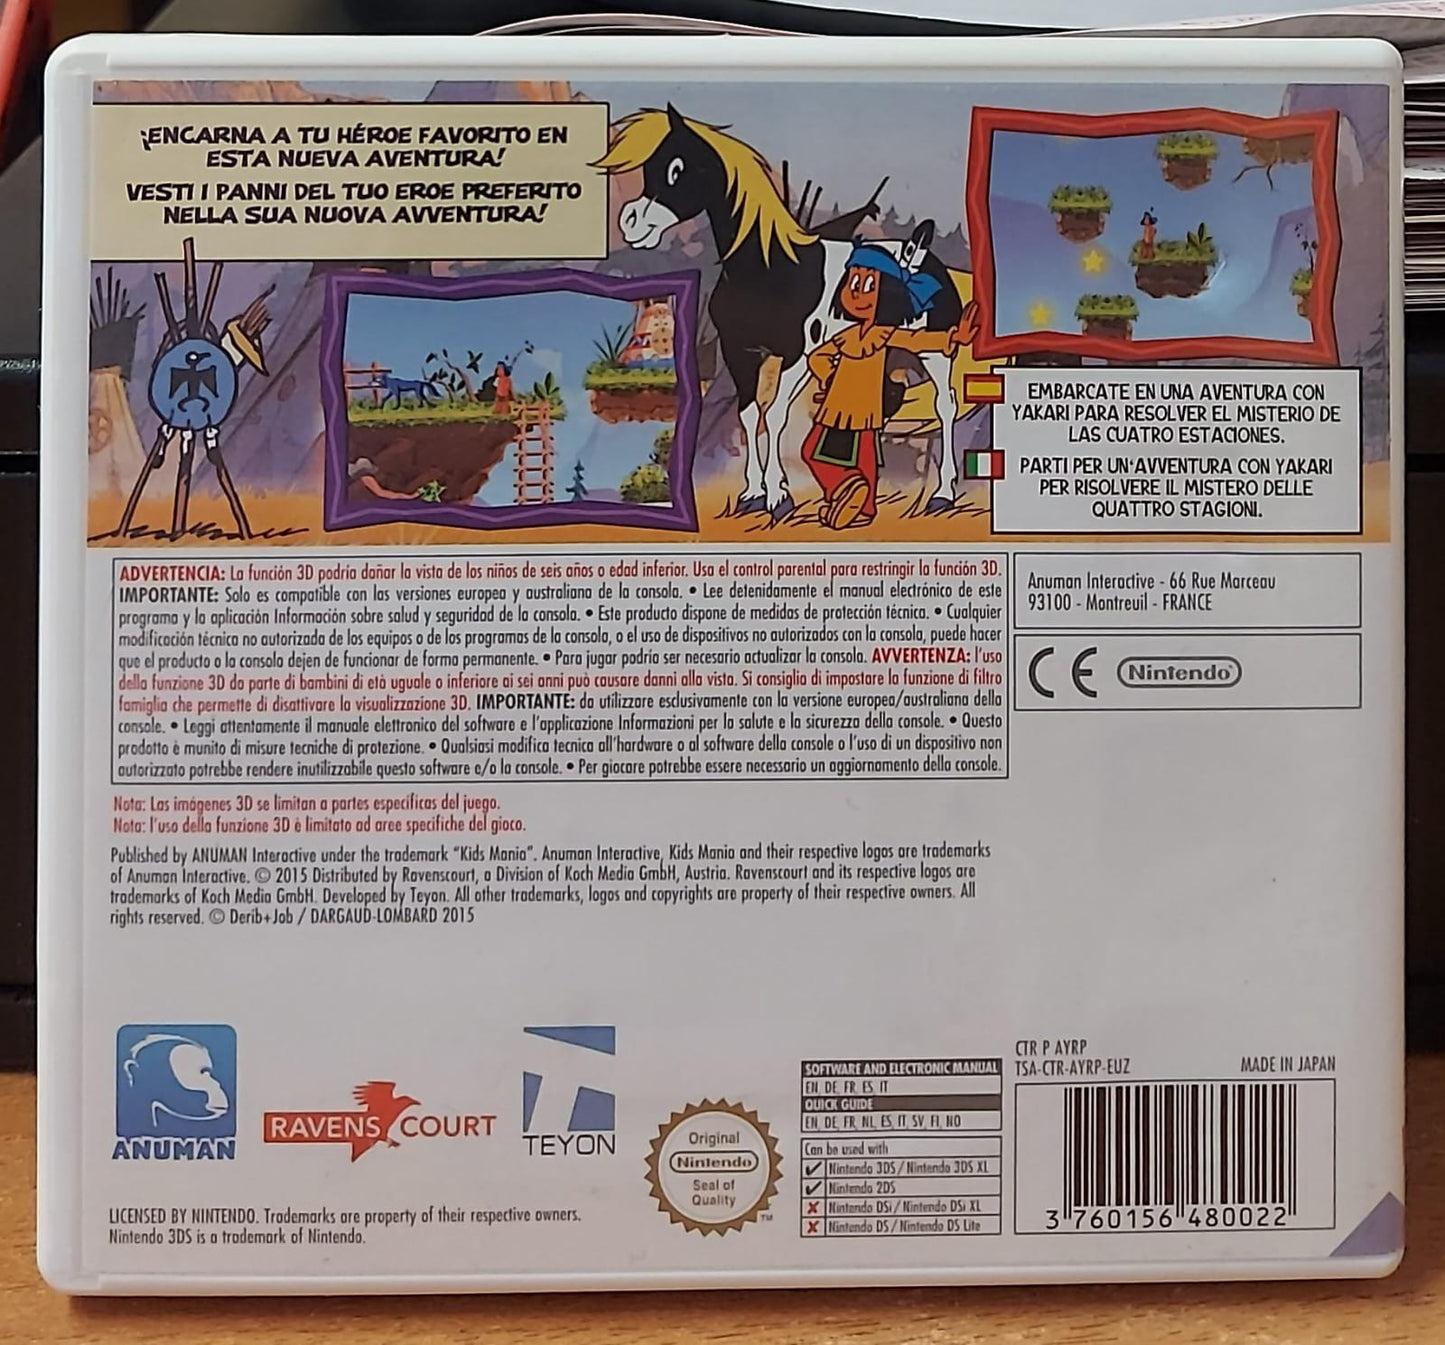 ¡ENCARNA A TU HÉROE FAVORITO EN
ESTA NUEVA AVENTURA!
VESTI I PANNI DEL TUO EROE PREFERITO
NELLA SUA NUOVA AVVENTURA!
EMBARCATE EN UNA AVENTURA CON
YAKARI PARA RESOLVER EL MISTERIO DE
LAS CUATRO ESTACIONES.
PARTI PER UN'AVVENTURA CON YAKARI
PER RISOLVERE IL MISTERO DELLE
QUATTRO STAGIONI.
ADVERTENCIA: La función 3D podría dañar la vista de los niños de seis años o edad inferior. Usa el control parental para restringir la función 3D.
IMPORTANTE: Solo es compatible con las versiones europea y australiana de la consola. • Lee detenidamente el manual electrónico de este
programa y la aplicación Información sobre salud y seguridad de la consola. • Este producto dispone de medidas de protección técnica. • Cualquier
modificación técnica no autorizada de los equipos o de los programas de la consola, o el uso de dispositivos no autorizados con la consola, puede hacer
que el producto o la consola dejen de funcionar de forma permanente. • Para jugar podría ser necesario actualizar la consola. AVVERTENZA: l'uso
della funzione 3D da parte di bambini di età uguale o inferiore ai sei anni può causare danni alla vista. Si consiglia di impostare la funzione di filtro
famiglia che permette di disattivare la visualizzazione 3D. IMPORTANTE: da utilizzare esclusivamente con la versione europea/australiana della
console. • Leggi attentamente il manuale elettronico del software e l'applicazione Informazioni per la salute e la sicurezza della console. • Questo
prodotto è munito di misure tecniche di protezione. • Qualsiasi modifica tecnica all'hardware o al software della console o l'uso di un dispositivo non
autorizzato potrebbe rendere inutilizzabile questo software e/o la console. • Per giocare potrebbe essere necessario un aggiornamento della console.
Anuman Interactive - 66 Rue Marceau
93100 - Montreuil - FRANCE
CE Nintendo
Nota: Las imágenes 3D se limitan a partes específicas del juego.
Nota: l'uso della funzione 3D è limitato ad aree specifiche del gioco.
Published by ANUMAN Interactive under the trademark "Kids Mania". Anuman Interactive, Kids Mania and their respective logos are trademarks
of Anuman Interactive. © 2015 Distributed by Ravenscourt, a Division of Koch Media GmbH, Austria. Ravenscourt and its respective logo are
trademarks of Koch Media GmbH. Developed by Teyon. All other trademarks, logos and copyrights are property of their respective owners. All
rights reserved. © Derib+Job / DARGAUD-LOMBARD 2015
ANUMAN
RAVENSCOURT
TEYON
Original
Nintendo
Seal of
Quality
TM
SOFTWARE AND ELECTRONIC MANUAL
EN, DE, FR, ES, IT
QUICK GUIDE
EN, DE, FR, NL, ES, IT, SV, FI, NO
Can be used with
Nintendo 3DS / Nintendo 3DS XL
Nintendo 2DS
Nintendo DSi / Nintendo DSi XL
Nintendo DS / Nintendo DS Lite
CTR P AYRP
TSA-CTR-AYRP-EUZ
MADE IN JAPAN
3 760156 480022
LICENSED BY NINTENDO. Trademarks are property of their respective owners.
Nintendo 3DS is a trademark of Nintendo.